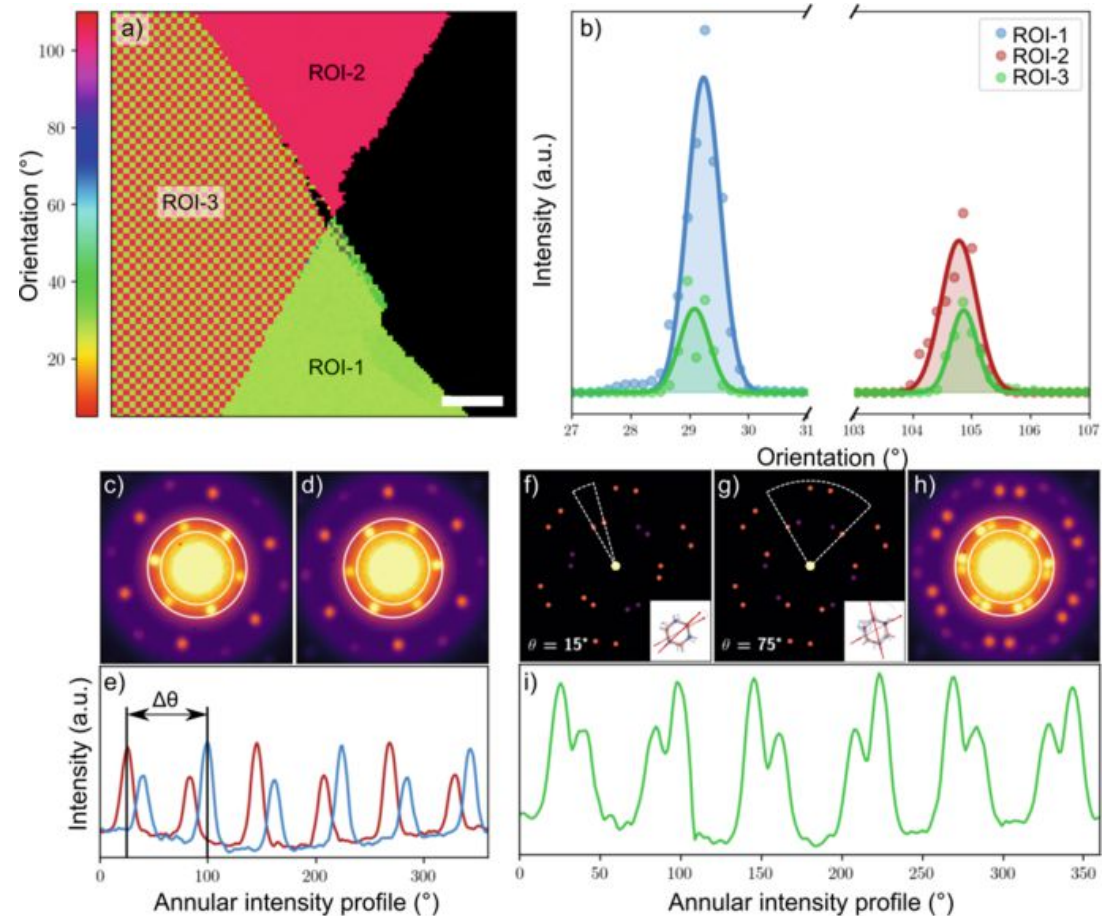 a)
ROI-2
ROI-3
ROI-1
100
80
60
40
20
Orientation (°)
b)
ROI-1
ROI-2
ROI-3
Intensity (a.u.)
27 28 29 30 31 103 104 105 106 107
Orientation (°)
c)
d)
e)
Δθ
Intensity (a.u.)
0 100 200 300
Annular intensity profile (°)
f)
θ = 15°
g)
θ = 75°
h)
i)
0 50 100 150 200 250 300 350
Annular intensity profile (°)